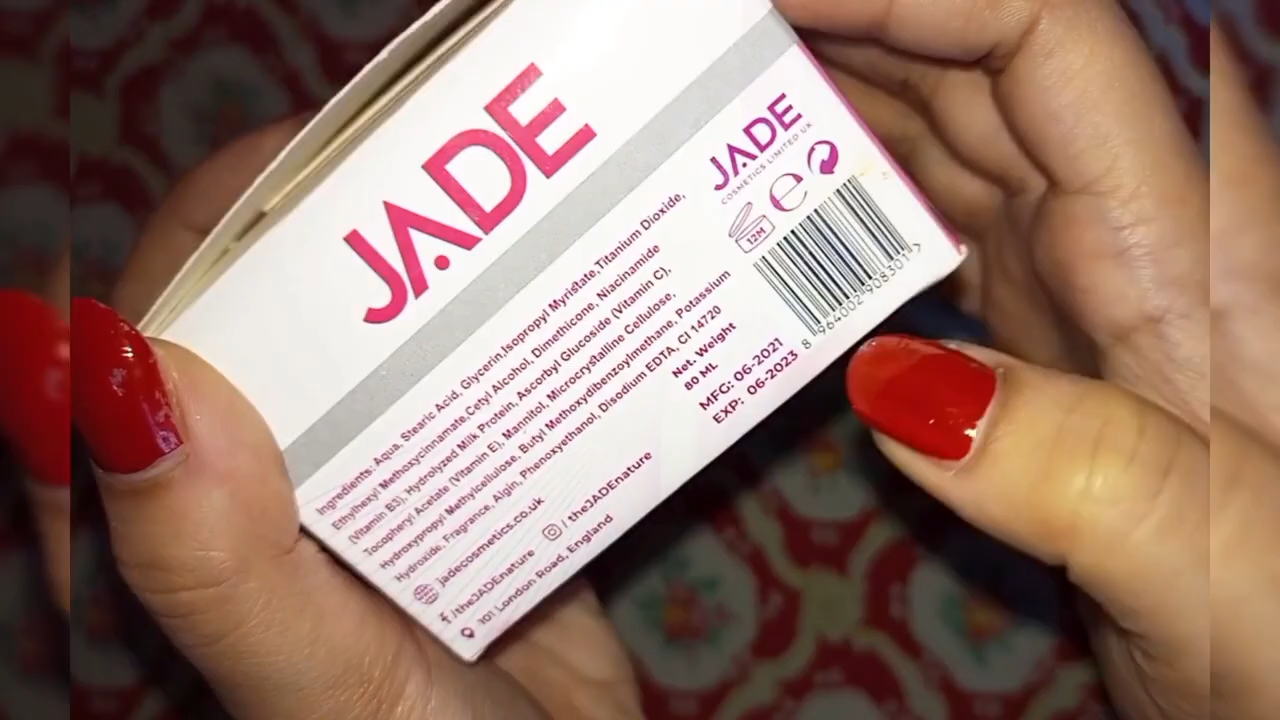 JADE
JADE
COSMETICS LIMITED UK
12M
8 964002 908301
Ingredients: Aqua, Stearic Acid, Glycerin,Isopropyl Myristate,Titanium Dioxide,
Ethylhexyl Methoxycinnamate,Cetyl Alcohol, Dimethicone, Niacinamide
(Vitamin B3), Hydrolyzed Milk Protein, Ascorbyl Glucoside (Vitamin C),
Tocopheryl Acetate (Vitamin E), Mannitol, Microcrystalline Cellulose,
Hydroxypropyl Methylcellulose, Butyl Methoxydibenzoylmethane, Potassium
Hydroxide, Fragrance, Algin, Phenoxyethanol, Disodium EDTA, CI 14720
Net. Weight
80 ML
MFG: 06-2021
EXP: 06-2023
jadecosmetics.co.uk
/theJADEnature
/ theJADEnature
101 London Road, England